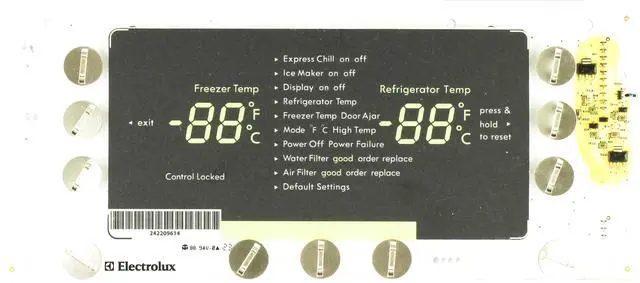 Express Chill on off
Ice Maker on off
Display on off
Refrigerator Temp
Freezer Temp Door Ajar
Mode °F °C High Temp
Power Off Power Failure
Water Filter good order replace
Air Filter good order replace
Default Settings
Freezer Temp
-88°F
°C
exit
Control Locked
Refrigerator Temp
-88°F
°C
press &
hold
to reset
242209614
94V-0
Electrolux